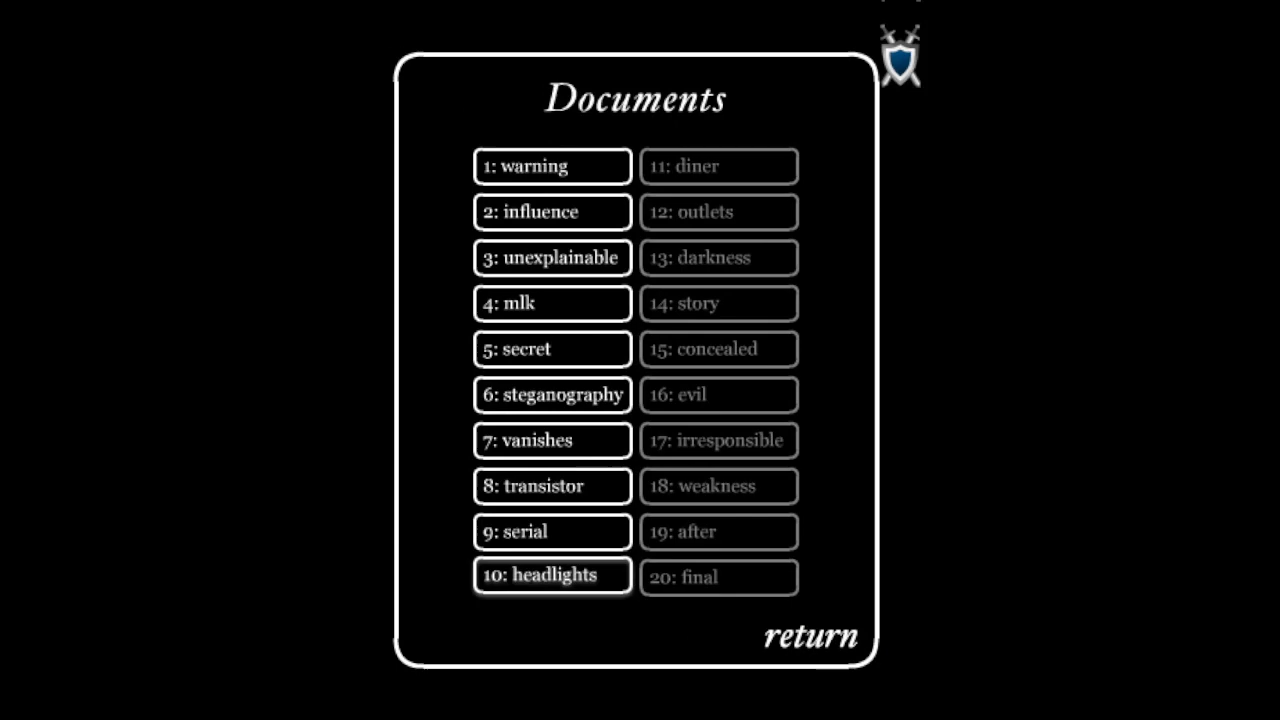 Documents
1: warning
2: influence
3: unexplainable
4: mlk
5: secret
6: steganography
7: vanishes
8: transistor
9: serial
10: headlights
11: diner
12: outlets
13: darkness
14: story
15: concealed
16: evil
17: irresponsible
18: weakness
19: after
20: final
return